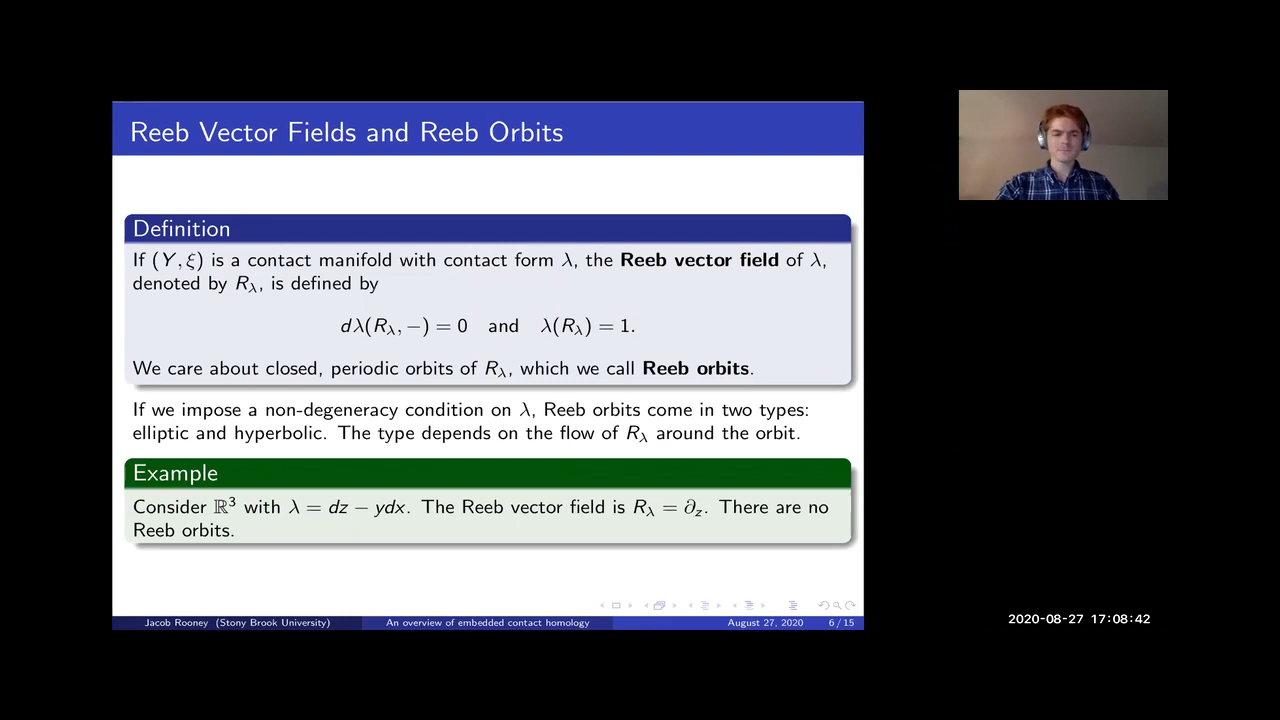 Reeb Vector Fields and Reeb Orbits
Definition
If (Y, ξ) is a contact manifold with contact form λ, the Reeb vector field of λ,
denoted by R_λ, is defined by
dλ(R_λ, −) = 0 and λ(R_λ) = 1.
We care about closed, periodic orbits of R_λ, which we call Reeb orbits.
If we impose a non-degeneracy condition on λ, Reeb orbits come in two types:
elliptic and hyperbolic. The type depends on the flow of R_λ around the orbit.
Example
Consider ℝ³ with λ = dz − ydx. The Reeb vector field is R_λ = ∂_z. There are no
Reeb orbits.
Jacob Rooney (Stony Brook University) An overview of embedded contact homology August 27, 2020 6 / 15
2020-08-27 17:08:42